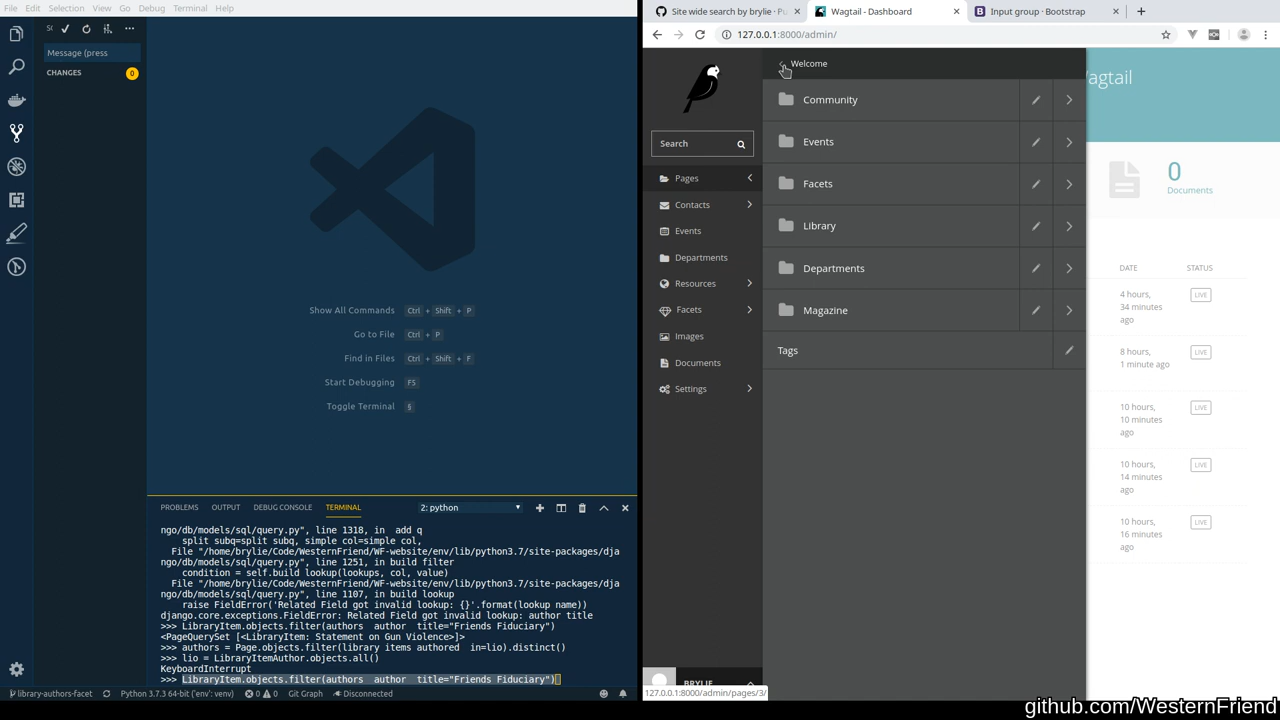 File Edit Selection View Go Debug Terminal Help
Message (press
CHANGES 0
Show All Commands Ctrl + Shift + P
Go to File Ctrl + P
Find in Files Ctrl + Shift + F
Start Debugging F5
Toggle Terminal §
PROBLEMS OUTPUT DEBUG CONSOLE TERMINAL 2: python
ngo/db/models/sql/query.py", line 1318, in add q
split subq=split subq, simple col=simple col,
File "/home/brylie/Code/WesternFriend/WF-website/env/lib/python3.7/site-packages/dja
ngo/db/models/sql/query.py", line 1251, in build filter
condition = self.build lookup(lookups, col, value)
File "/home/brylie/Code/WesternFriend/WF-website/env/lib/python3.7/site-packages/dja
ngo/db/models/sql/query.py", line 1107, in build lookup
raise FieldError('Related Field got invalid lookup: {}'.format(lookup name))
django.core.exceptions.FieldError: Related Field got invalid lookup: author title
>>> LibraryItem.objects.filter(authors author title="Friends Fiduciary")
<PageQuerySet [<LibraryItem: Statement on Gun Violence>]>
>>> authors = Page.objects.filter(library items authored in=lio).distinct()
>>> lio = LibraryItemAuthor.objects.all()
KeyboardInterrupt
>>> LibraryItem.objects.filter(authors author title="Friends Fiduciary")
library-authors-facet Python 3.7.3 64-bit ('env': venv) 0 0 Git Graph Disconnected
Site wide search by brylie · Pu
Wagtail - Dashboard
Input group · Bootstrap
127.0.0.1:8000/admin/
Search
Pages
Contacts
Events
Departments
Resources
Facets
Images
Documents
Settings
BRYLIE
Welcome
Community
Events
Facets
Library
Departments
Magazine
Tags
Wagtail
0
Documents
DATE STATUS
4 hours,
34 minutes
ago
LIVE
8 hours,
1 minute ago
LIVE
10 hours,
10 minutes
ago
LIVE
10 hours,
14 minutes
ago
LIVE
10 hours,
16 minutes
ago
LIVE
127.0.0.1:8000/admin/pages/3/
github.com/WesternFriend